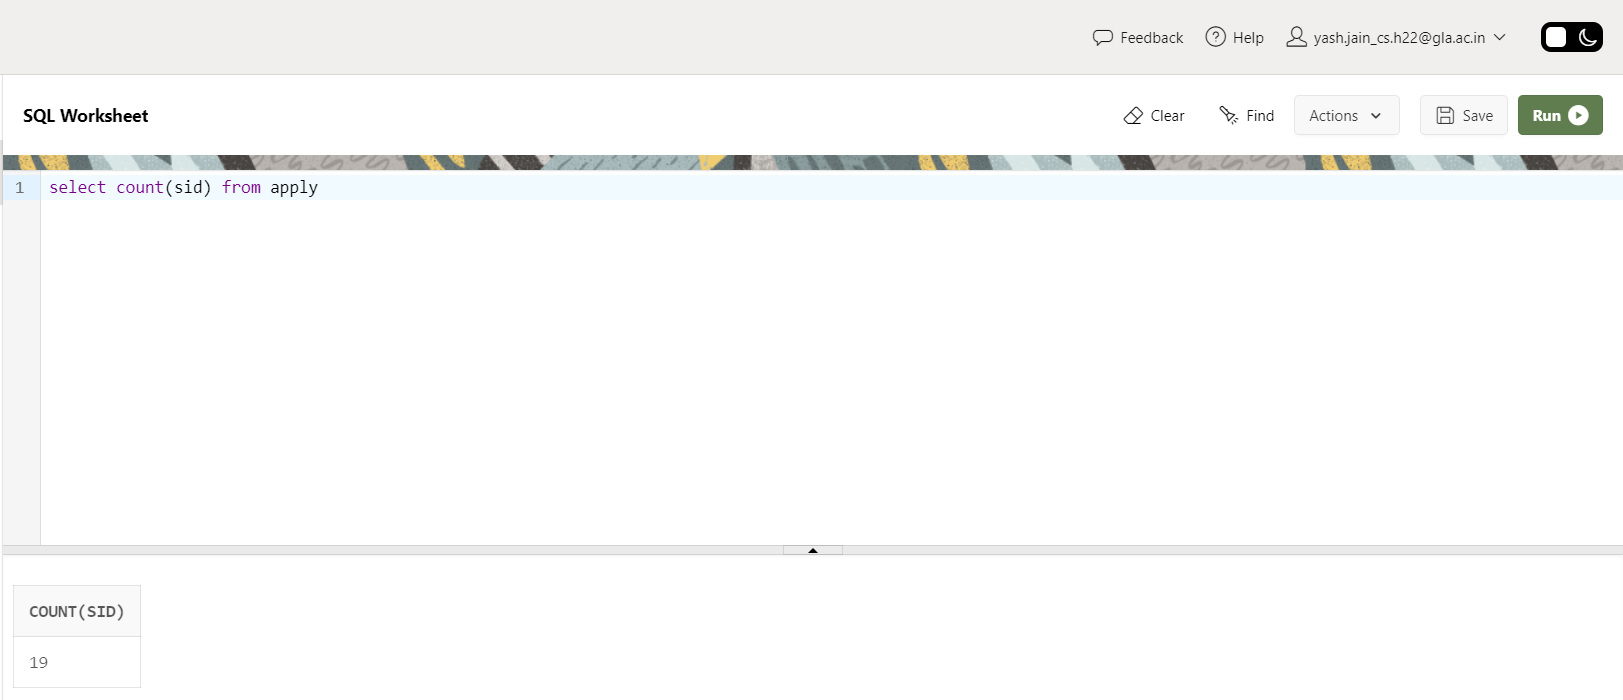 Feedback Help yash.jain_cs.h22@gla.ac.in
SQL Worksheet Clear Find Actions Save Run
1 select count(sid) from apply
COUNT(SID)
19